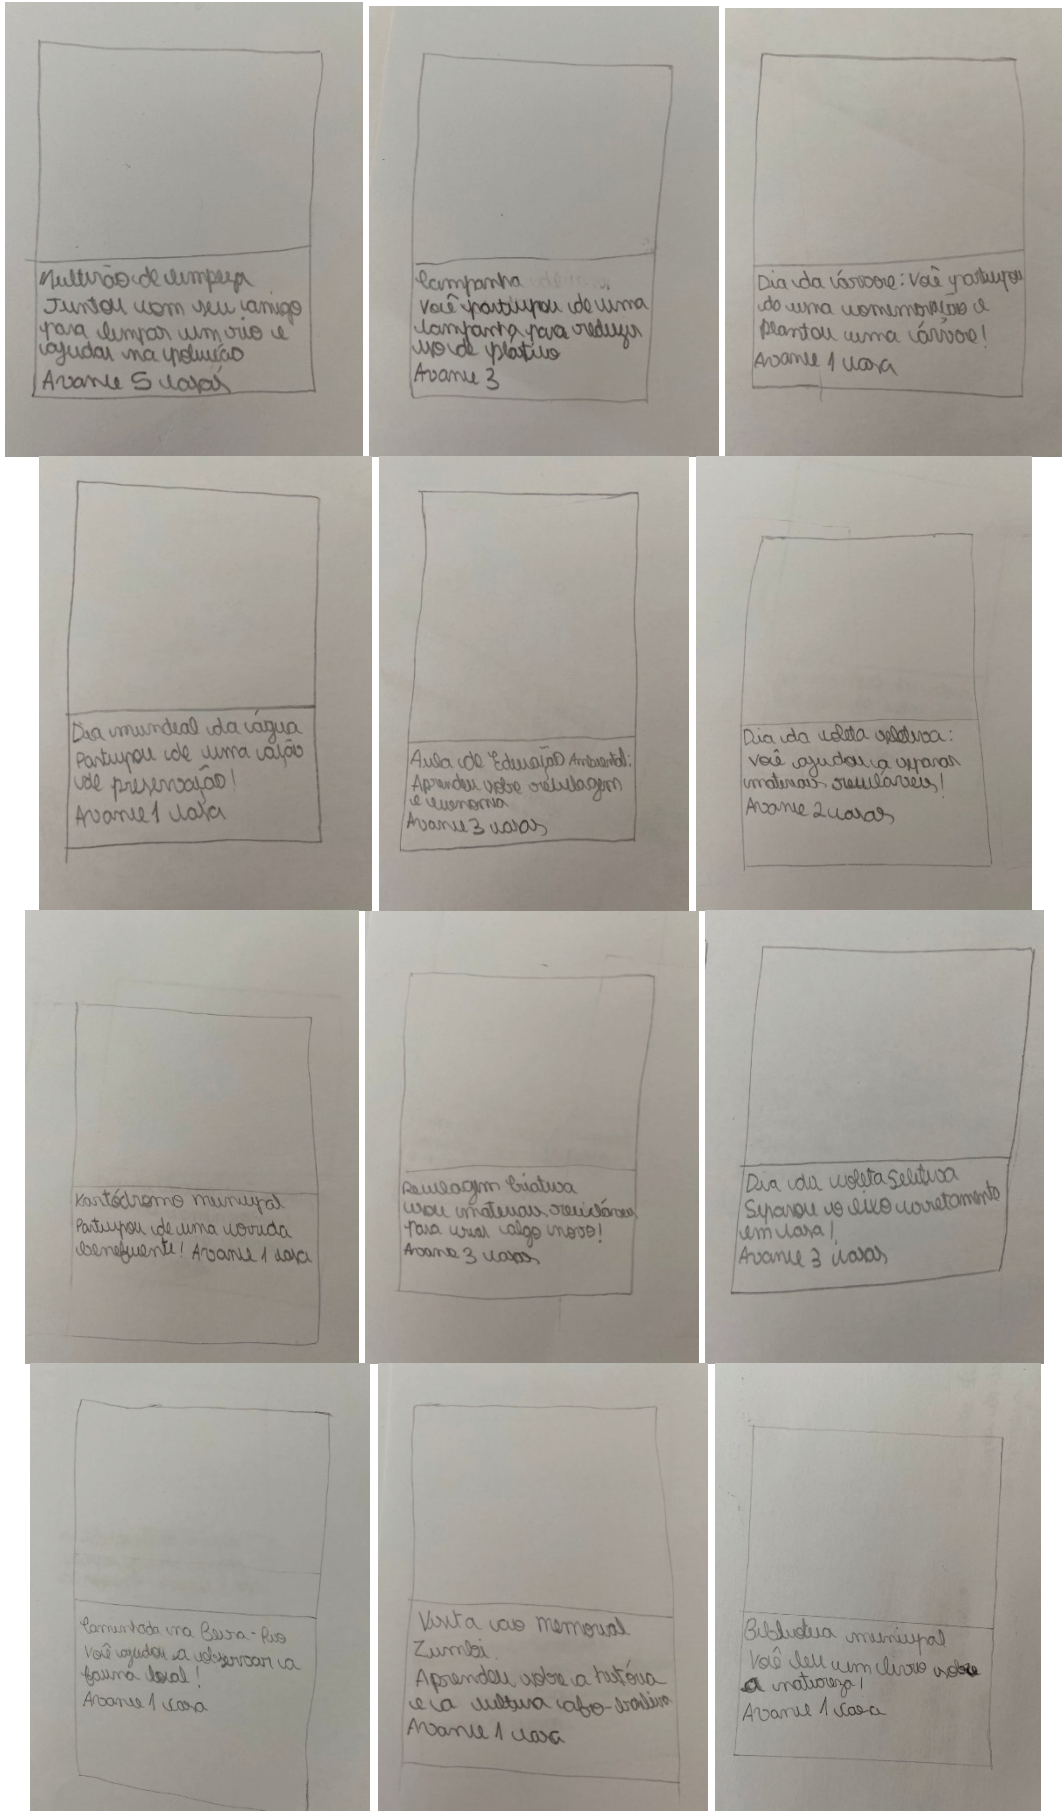 Multirão de limpeza
Juntou com seu amigo
para limpar um rio e
ajudar na poluição
Avance 5 casas
Campanha
Você participou de uma
campanha para reduzir
uso de plástico
Avance 3
Dia da árvore: Você participou
de uma comemoração e
plantou uma árvore!
Avance 1 casa
Dia mundial da água
Participou de uma ação
de preservação!
Avance 1 casa
Aula de Educação Ambiental:
Aprendeu sobre reciclagem
e economia
Avance 3 casas
Dia da coleta seletiva:
Você ajudou a separar
materiais recicláveis!
Avance 2 casas
Kartódromo municipal
Participou de uma corrida
beneficente! Avance 1 casa
Reciclagem Criativa
usou materiais recicláveis
para criar algo novo!
Avance 3 casas
Dia da coleta Seletiva
Separou o lixo corretamente
em casa!
Avance 3 casas
Caminhada na Beira-Rio
Você ajudou a observar a
fauna local!
Avance 1 casa
Visita ao Memorial
Zumbi.
Aprendeu sobre a história
e a cultura afro-brasileira
Avance 1 casa
Biblioteca municipal
Você leu um livro sobre
a natureza!
Avance 1 casa